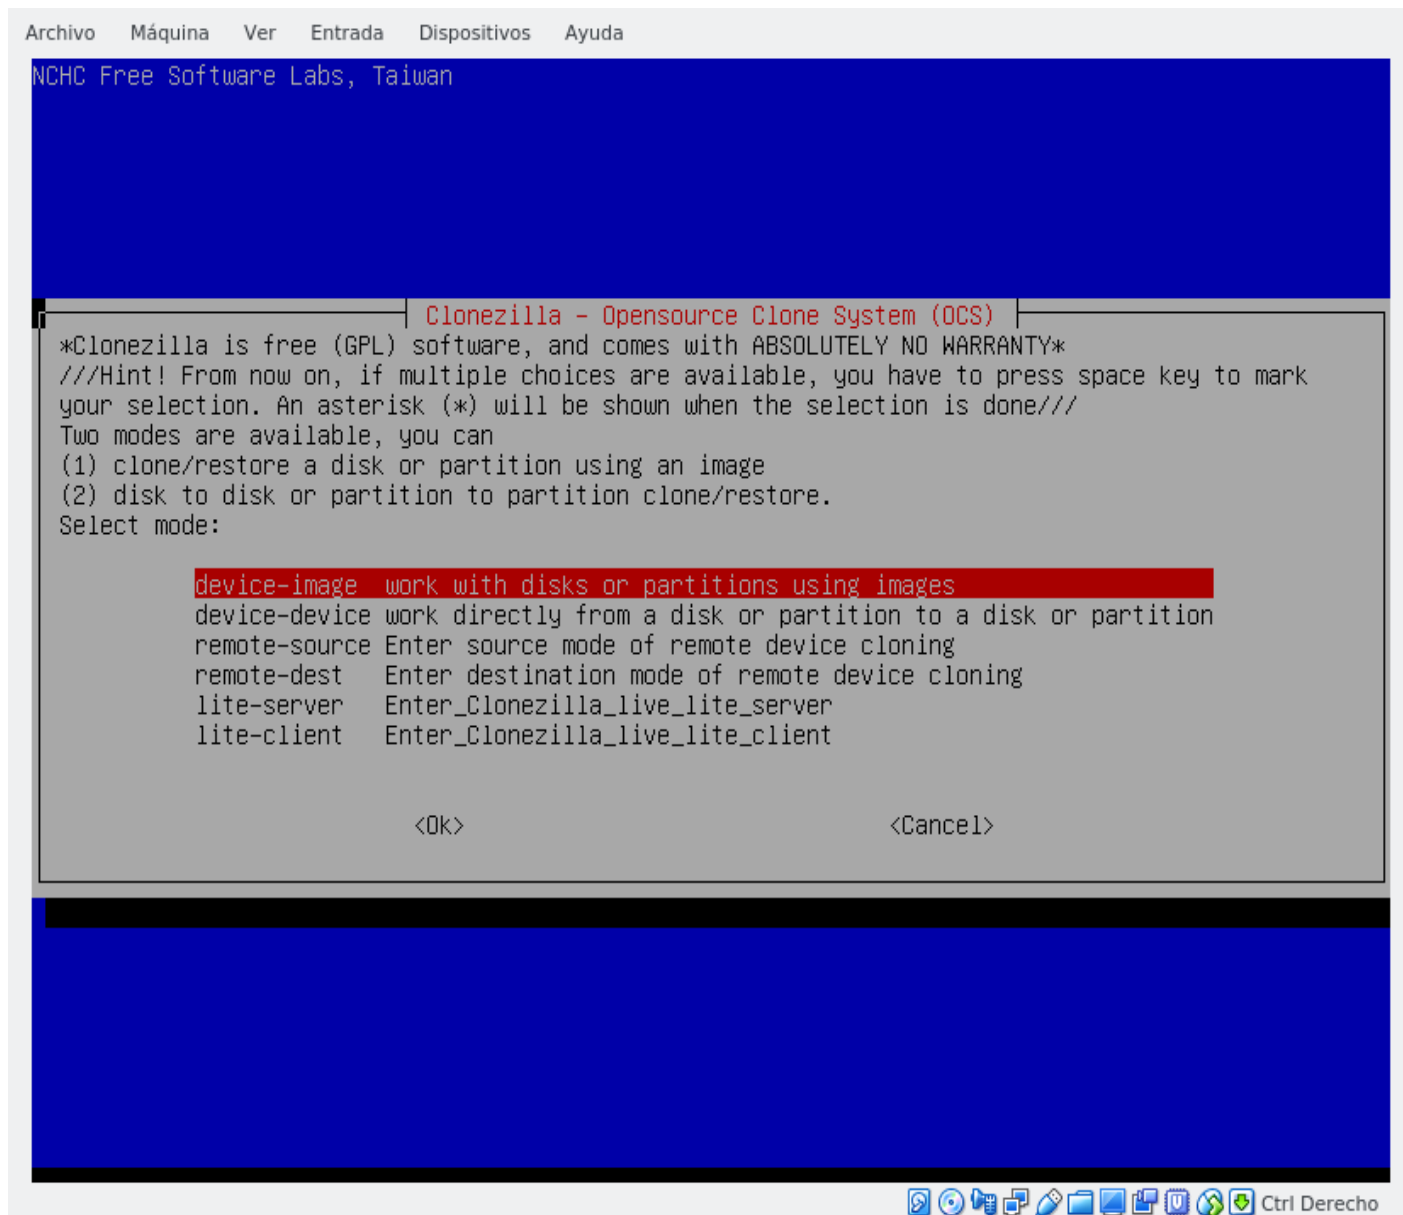 Archivo Máquina Ver Entrada Dispositivos Ayuda
NCHC Free Software Labs, Taiwan
Clonezilla - Opensource Clone System (OCS)
*Clonezilla is free (GPL) software, and comes with ABSOLUTELY NO WARRANTY*
///Hint! From now on, if multiple choices are available, you have to press space key to mark
your selection. An asterisk (*) will be shown when the selection is done///
Two modes are available, you can
(1) clone/restore a disk or partition using an image
(2) disk to disk or partition to partition clone/restore.
Select mode:
device-image work with disks or partitions using images
device-device work directly from a disk or partition to a disk or partition
remote-source Enter source mode of remote device cloning
remote-dest Enter destination mode of remote device cloning
lite-server Enter_Clonezilla_live_lite_server
lite-client Enter_Clonezilla_live_lite_client
<Ok> <Cancel>
Ctrl Derecho